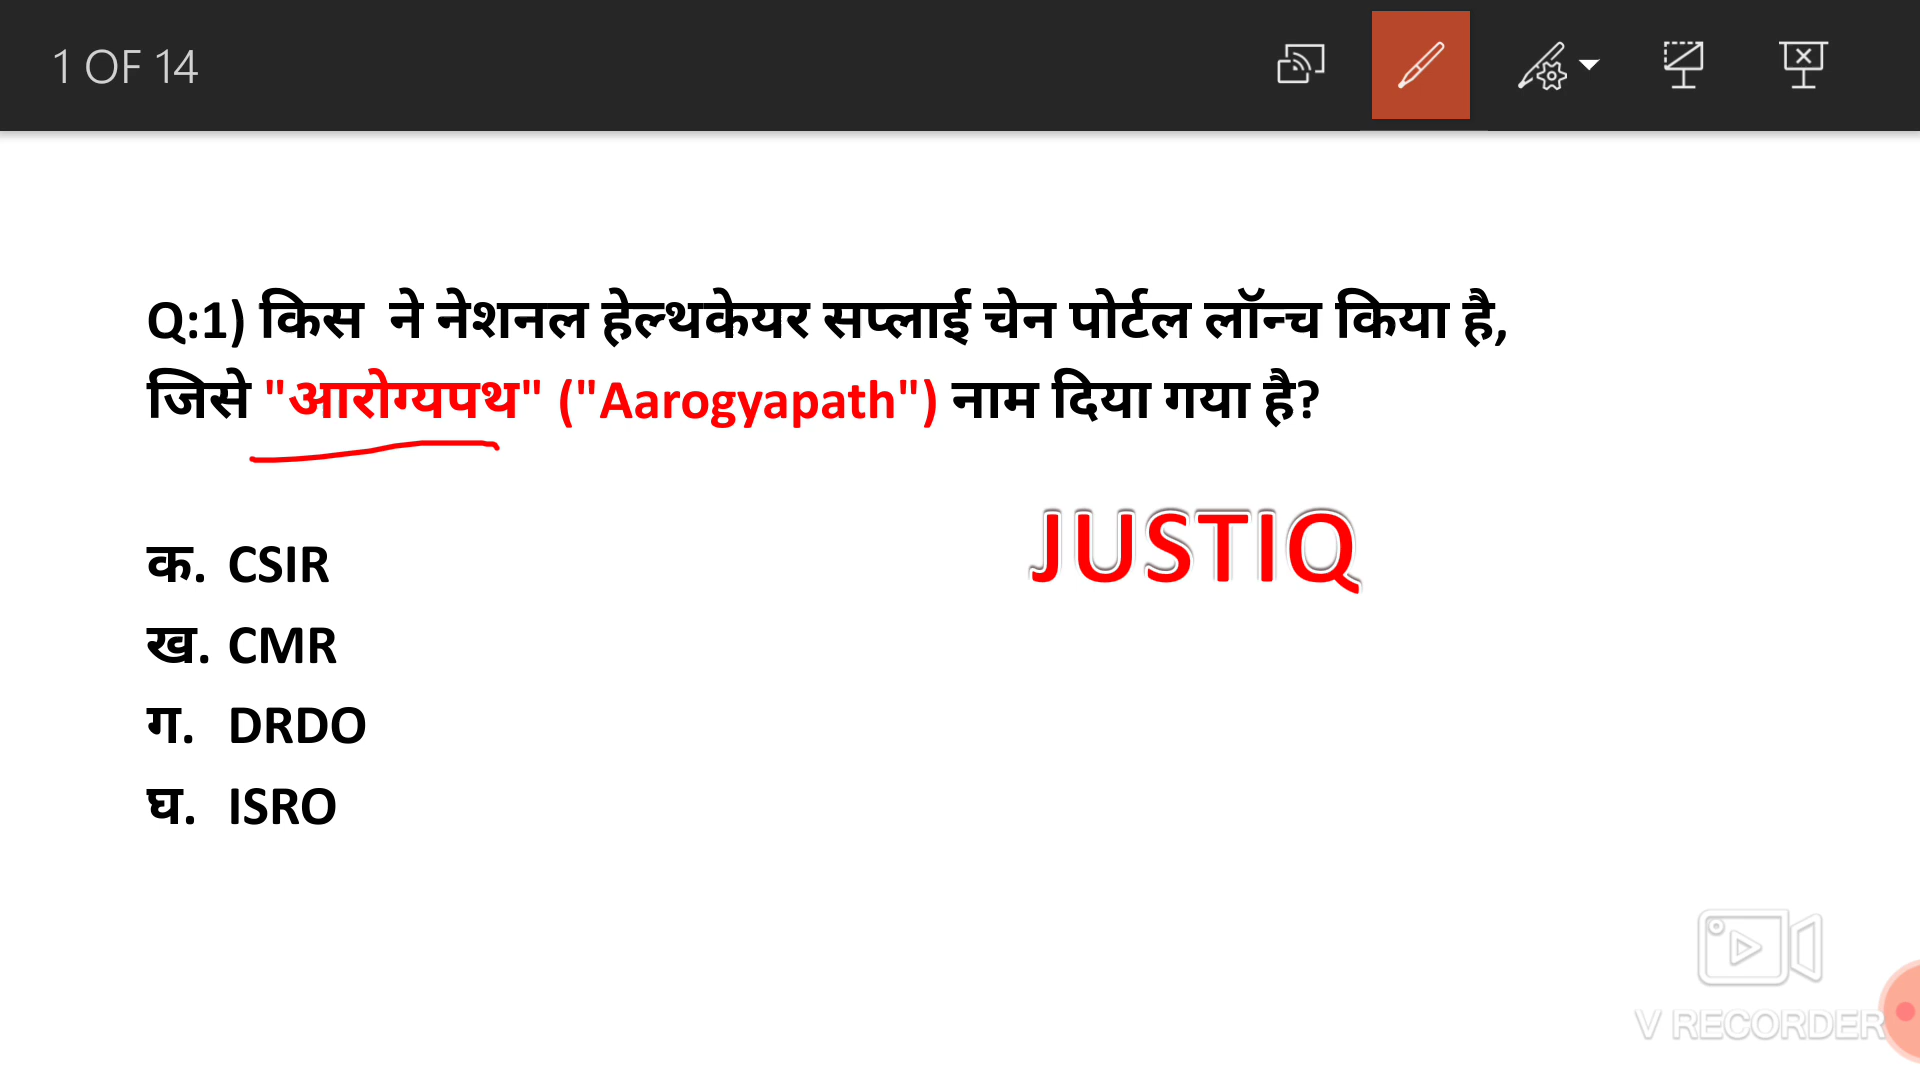 1 OF 14
Q:1) किस ने नेशनल हेल्थकेयर सप्लाई चेन पोर्टल लॉन्च किया है,
जिसे "आरोग्यपथ" ("Aarogyapath") नाम दिया गया है?
JUSTIQ
क. CSIR
ख. CMR
ग. DRDO
घ. ISRO
V RECORDER